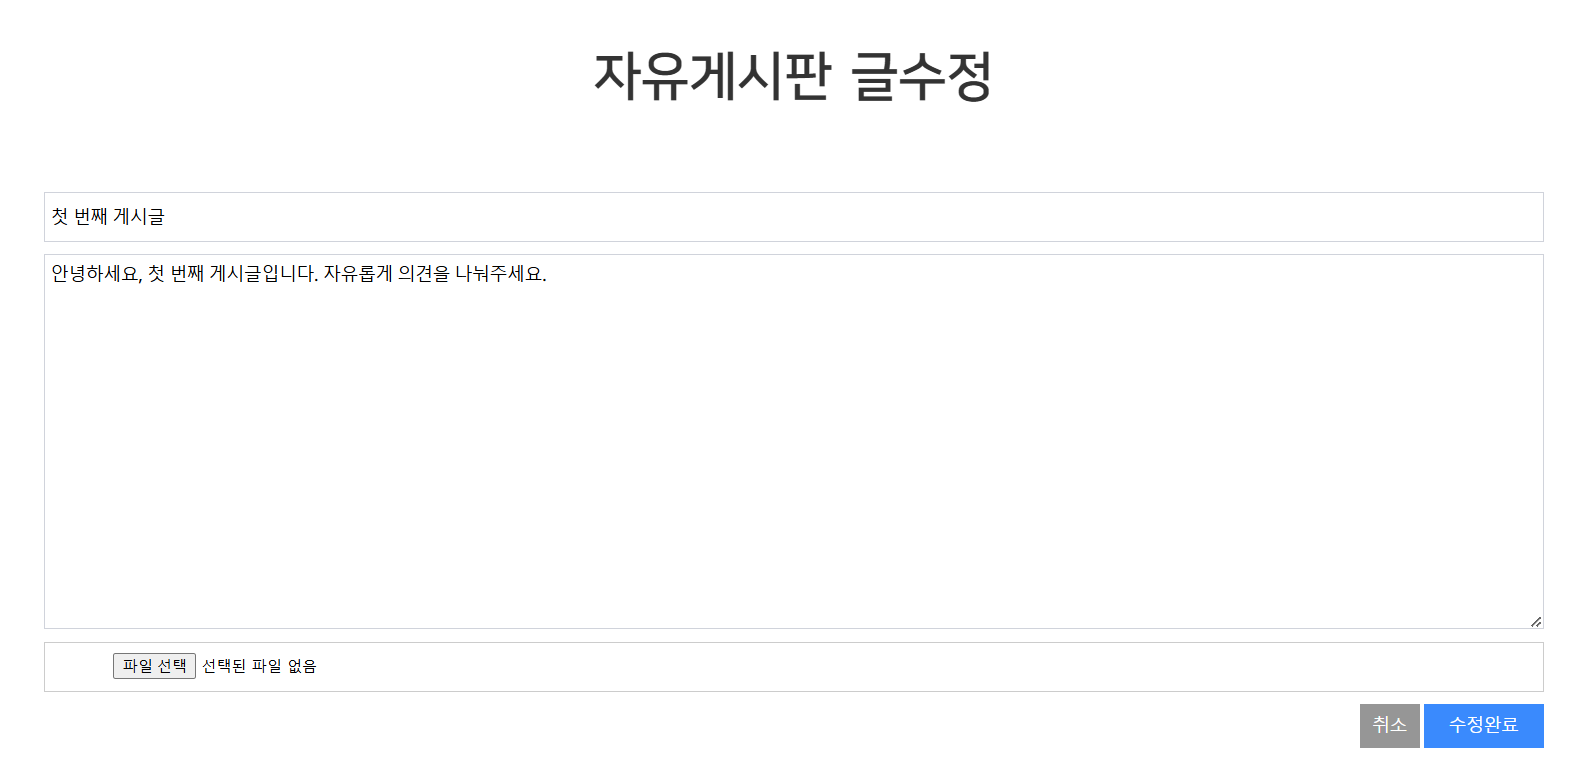 자유게시판 글수정
첫 번째 게시글
안녕하세요, 첫 번째 게시글입니다. 자유롭게 의견을 나눠주세요.
파일 선택 선택된 파일 없음
취소 수정완료